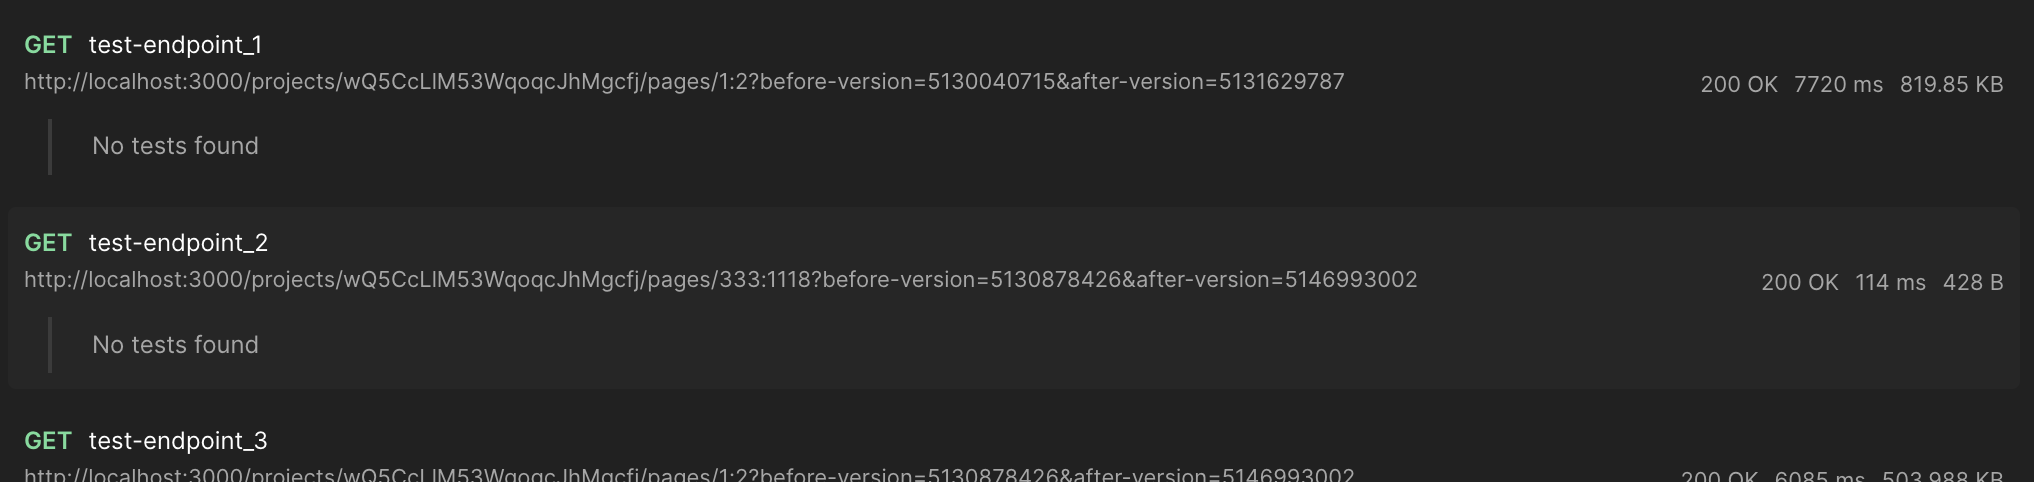 GET test-endpoint_1
http://localhost:3000/projects/wQ5CcLlM53WqoqcJhMgcfj/pages/1:2?before-version=5130040715&after-version=5131629787
200 OK 7720 ms 819.85 KB
No tests found
GET test-endpoint_2
http://localhost:3000/projects/wQ5CcLlM53WqoqcJhMgcfj/pages/333:1118?before-version=5130878426&after-version=5146993002
200 OK 114 ms 428 B
No tests found
GET test-endpoint_3
http://localhost:3000/projects/wQ5CcLlM53WqoqcJhMgcfj/pages/1:2?before-version=5130878426&after-version=5146993002
200 OK 6085 ms 503.988 KB